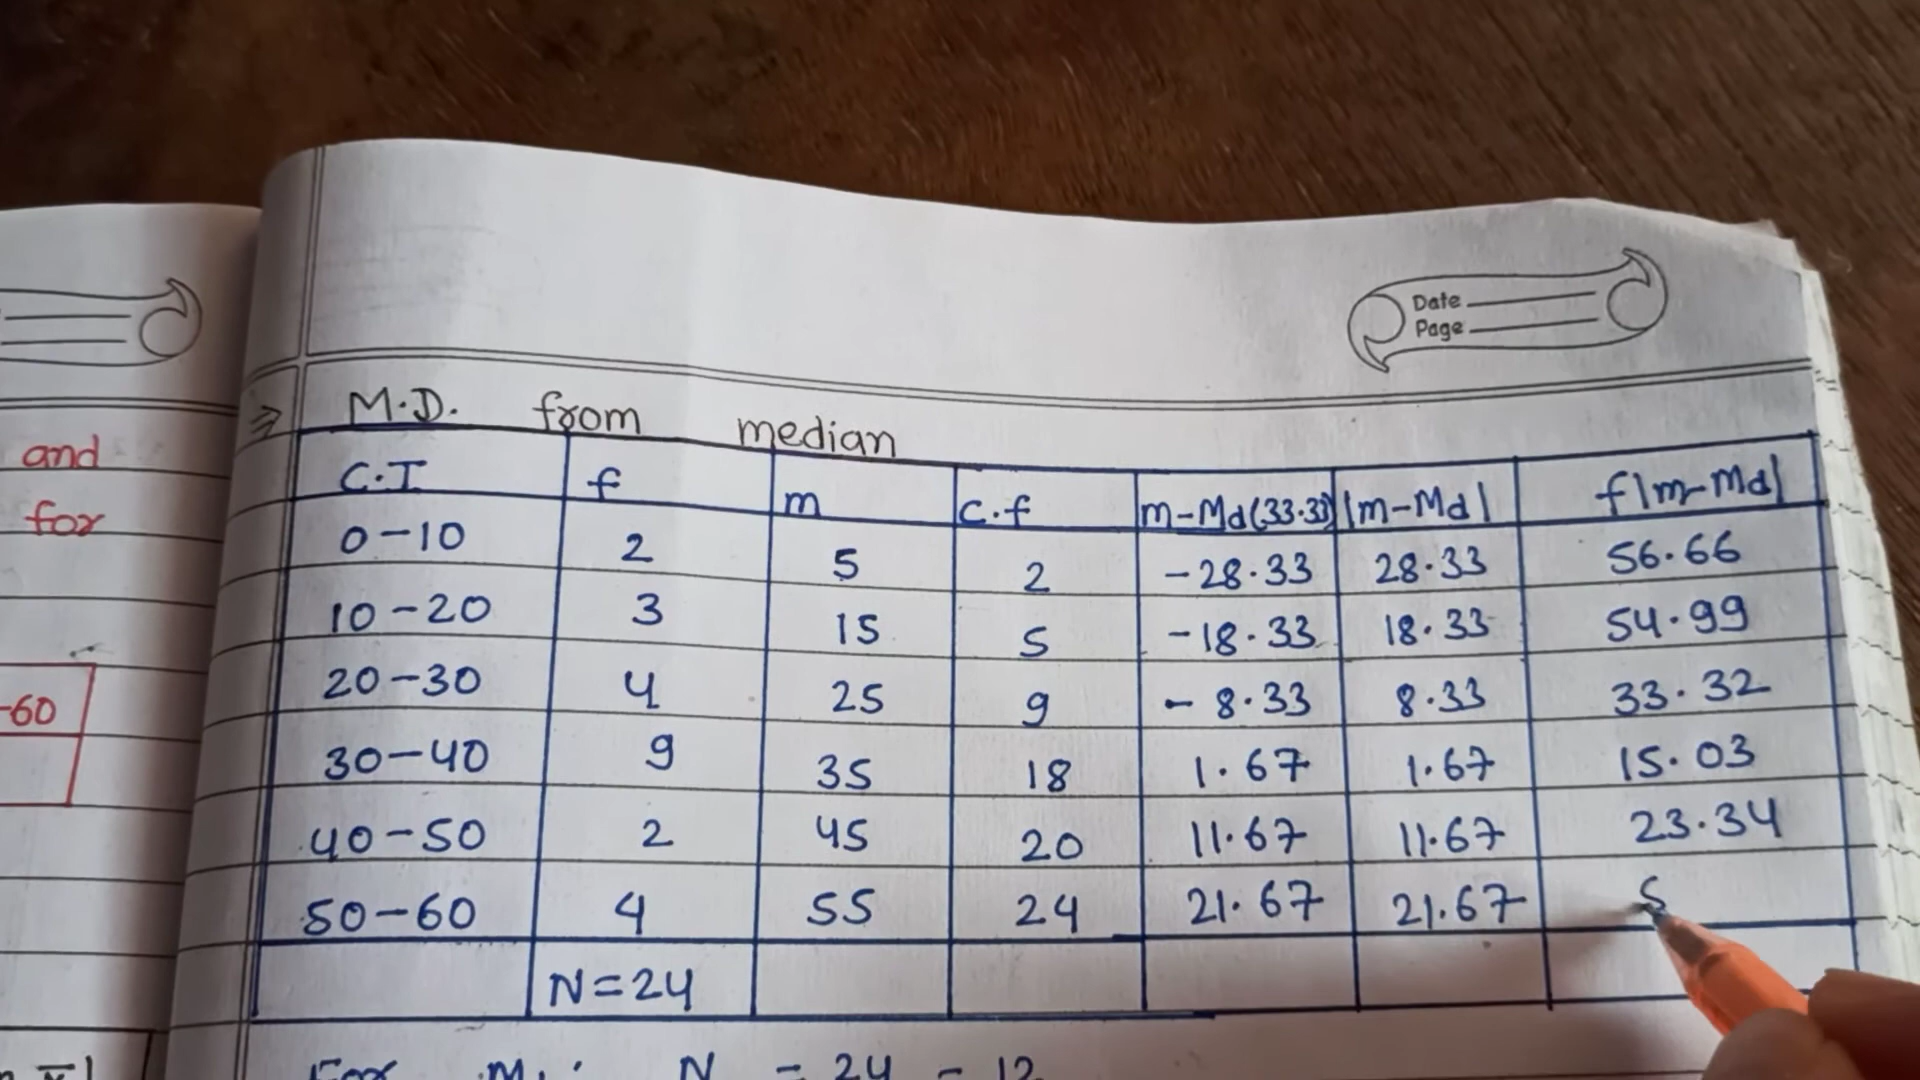 Date
Page
and
for
-60
M.D. from median
C.I f m c.f m-Md(33.33) |m-Md| f|m-Md|
0-10 2 5 2 -28.33 28.33 56.66
10-20 3 15 5 -18.33 18.33 54.99
20-30 4 25 9 -8.33 8.33 33.32
30-40 9 35 18 1.67 1.67 15.03
40-50 2 45 20 11.67 11.67 23.34
50-60 4 55 24 21.67 21.67
N=24
For N = 24 = 12